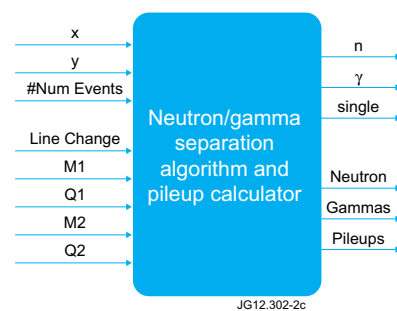 x
y
#Num Events
Line Change
M1
Q1
M2
Q2
Neutron/gamma
separation
algorithm and
pileup calculator
n
γ
single
Neutron
Gammas
Pileups
JG12.302-2c